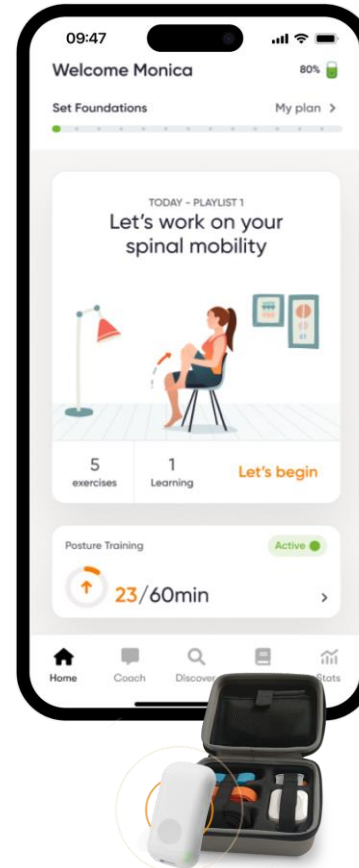 09:47
Welcome Monica
80%
Set Foundations
My plan >
TODAY - PLAYLIST 1
Let's work on your
spinal mobility
5
exercises
1
Learning
Let's begin
Posture Training
Active
23/60min
Home
Coach
Discover
Stats